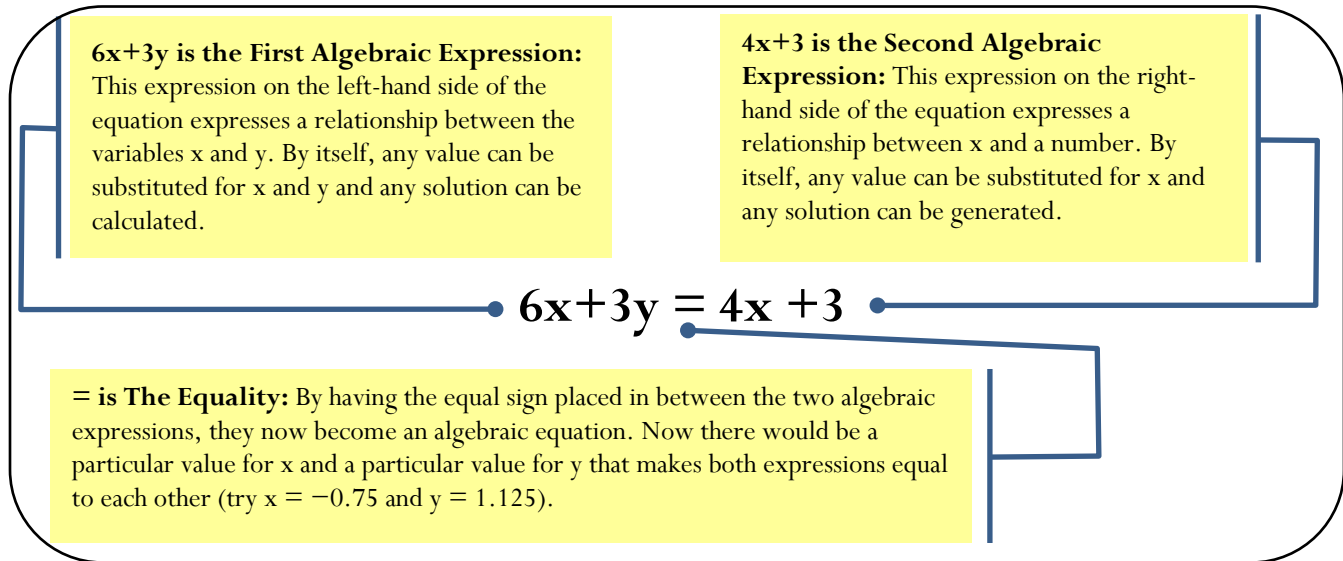 6x+3y is the First Algebraic Expression:
This expression on the left-hand side of the
equation expresses a relationship between the
variables x and y. By itself, any value can be
substituted for x and y and any solution can be
calculated.
4x+3 is the Second Algebraic
Expression: This expression on the right-
hand side of the equation expresses a
relationship between x and a number. By
itself, any value can be substituted for x and
any solution can be generated.
6x+3y = 4x +3
= is The Equality: By having the equal sign placed in between the two algebraic
expressions, they now become an algebraic equation. Now there would be a
particular value for x and a particular value for y that makes both expressions equal
to each other (try x = −0.75 and y = 1.125).